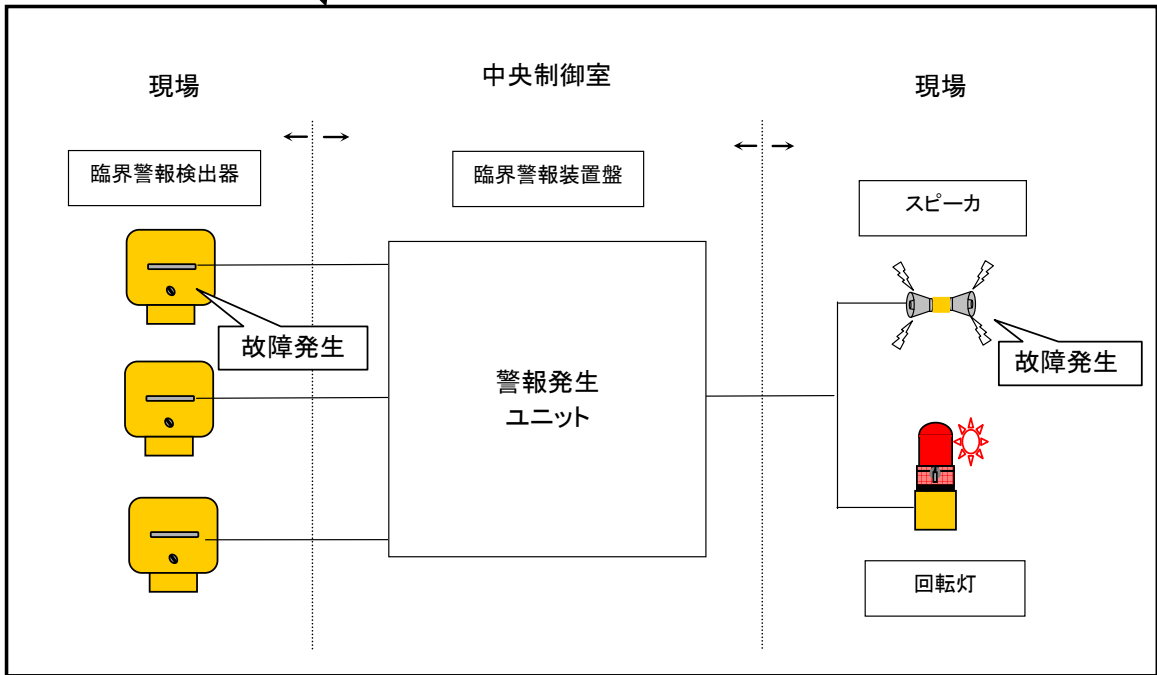 現場
中央制御室
現場
臨界警報検出器
臨界警報装置盤
スピーカ
故障発生
故障発生
警報発生
ユニット
回転灯